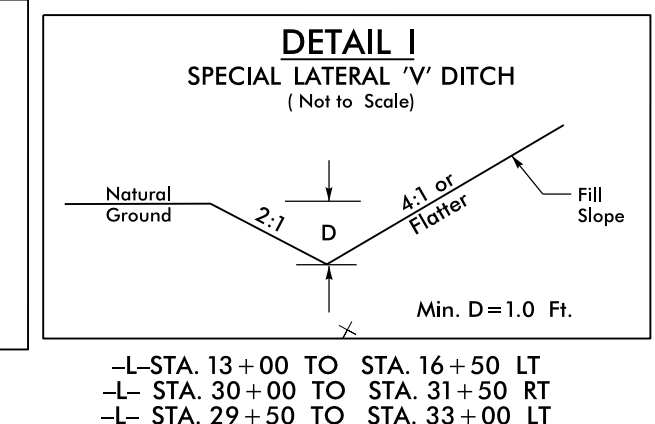 DETAIL 1
SPECIAL LATERAL 'V' DITCH
(Not to Scale)
Natural
Ground
2:1
D
4:1 or
Flatter
Fill
Slope
Min. D=1.0 Ft.
-L-STA. 13+00 TO STA. 16+50 LT
-L- STA. 30+00 TO STA. 31+50 RT
-L- STA. 29+50 TO STA. 33+00 LT